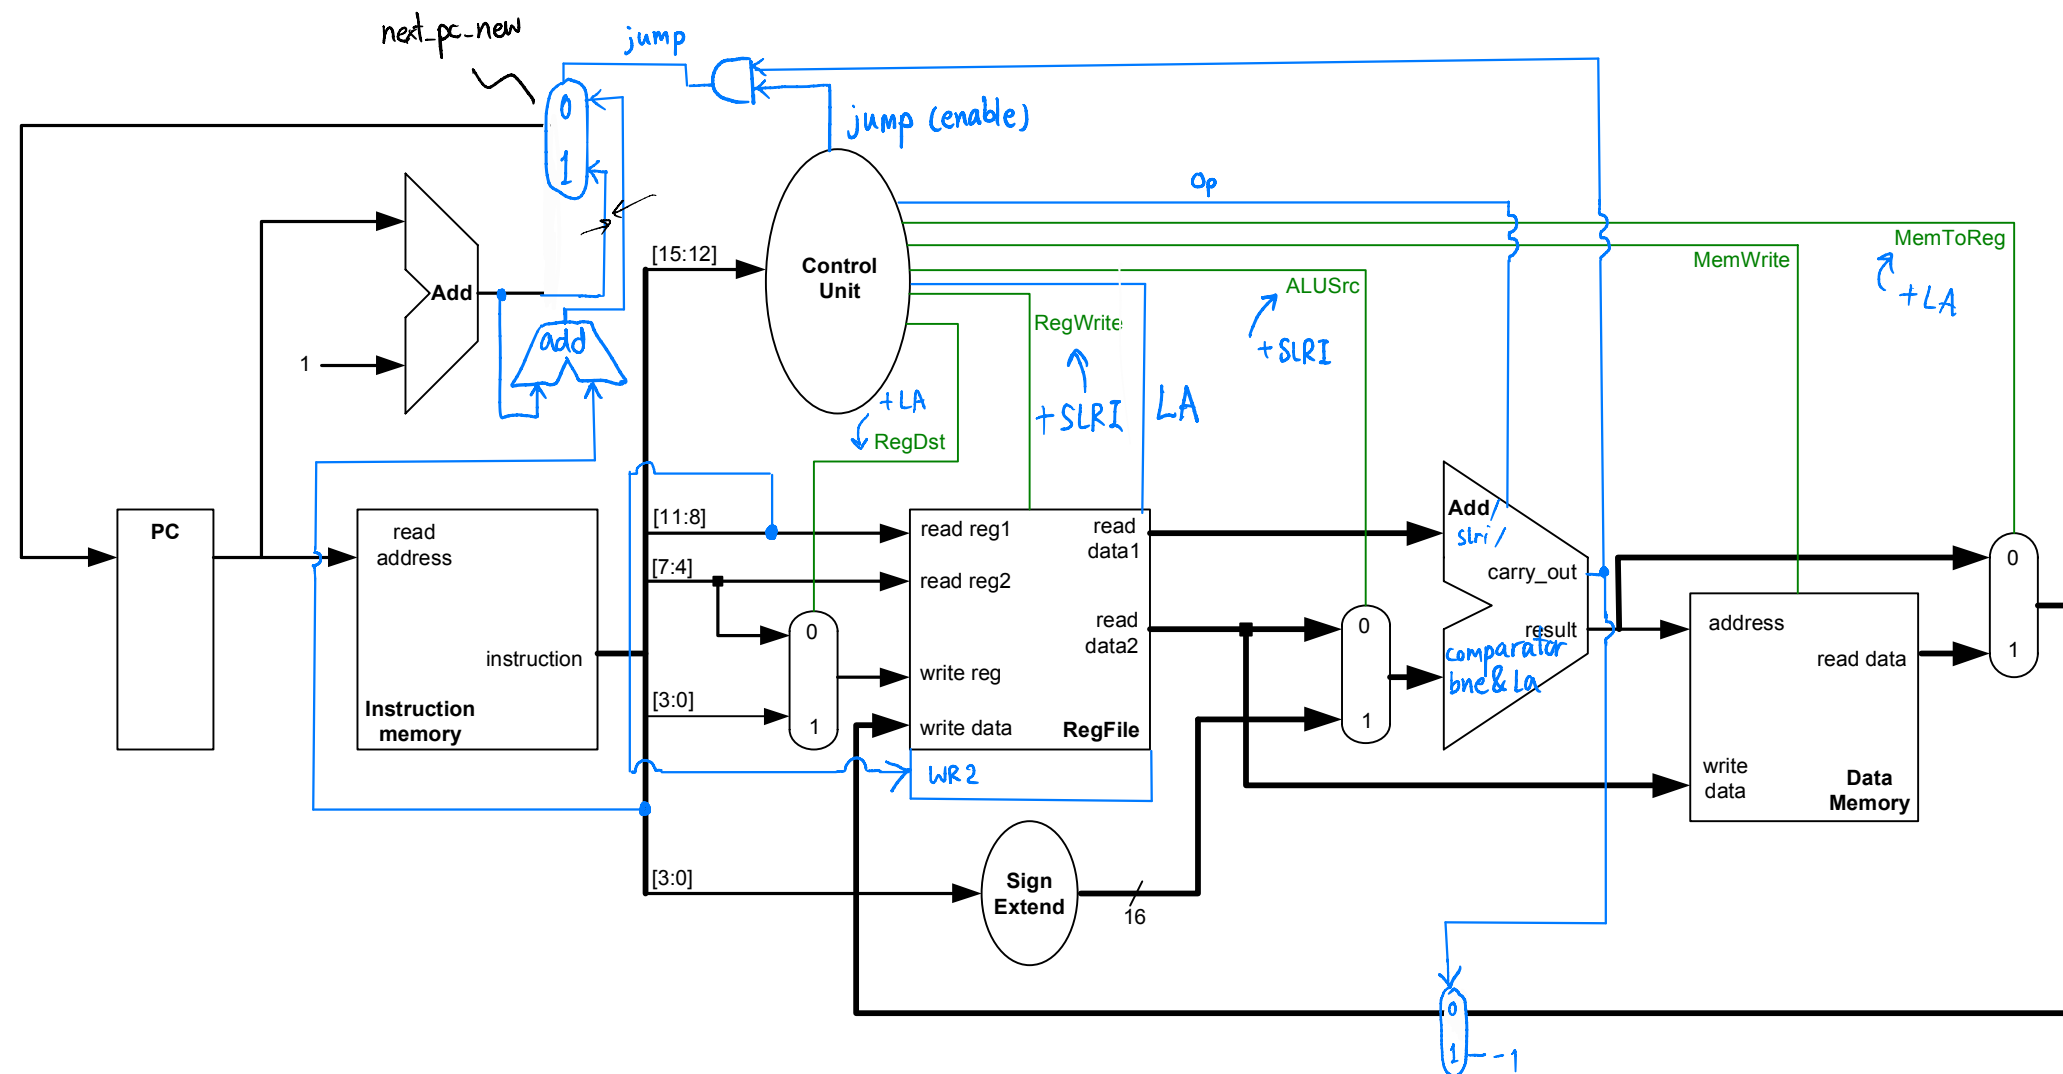 next_pc_new
jump
0
1
jump (enable)
Op
[15:12]
Control
Unit
MemToReg
MemWrite
+LA
ALUSrc
+SLRI
RegWrite
+SLRI
LA
+LA
RegDst
Add
1
add
PC
read
address
instruction
Instruction
memory
[11:8]
[7:4]
[3:0]
0
1
read reg1
read reg2
write reg
write data
RegFile
read
data1
read
data2
WR2
0
1
Add /
slri /
carry_out
result
comparator
bne & la
address
read data
write
data
Data
Memory
0
1
[3:0]
Sign
Extend
16
0
1 -- -1